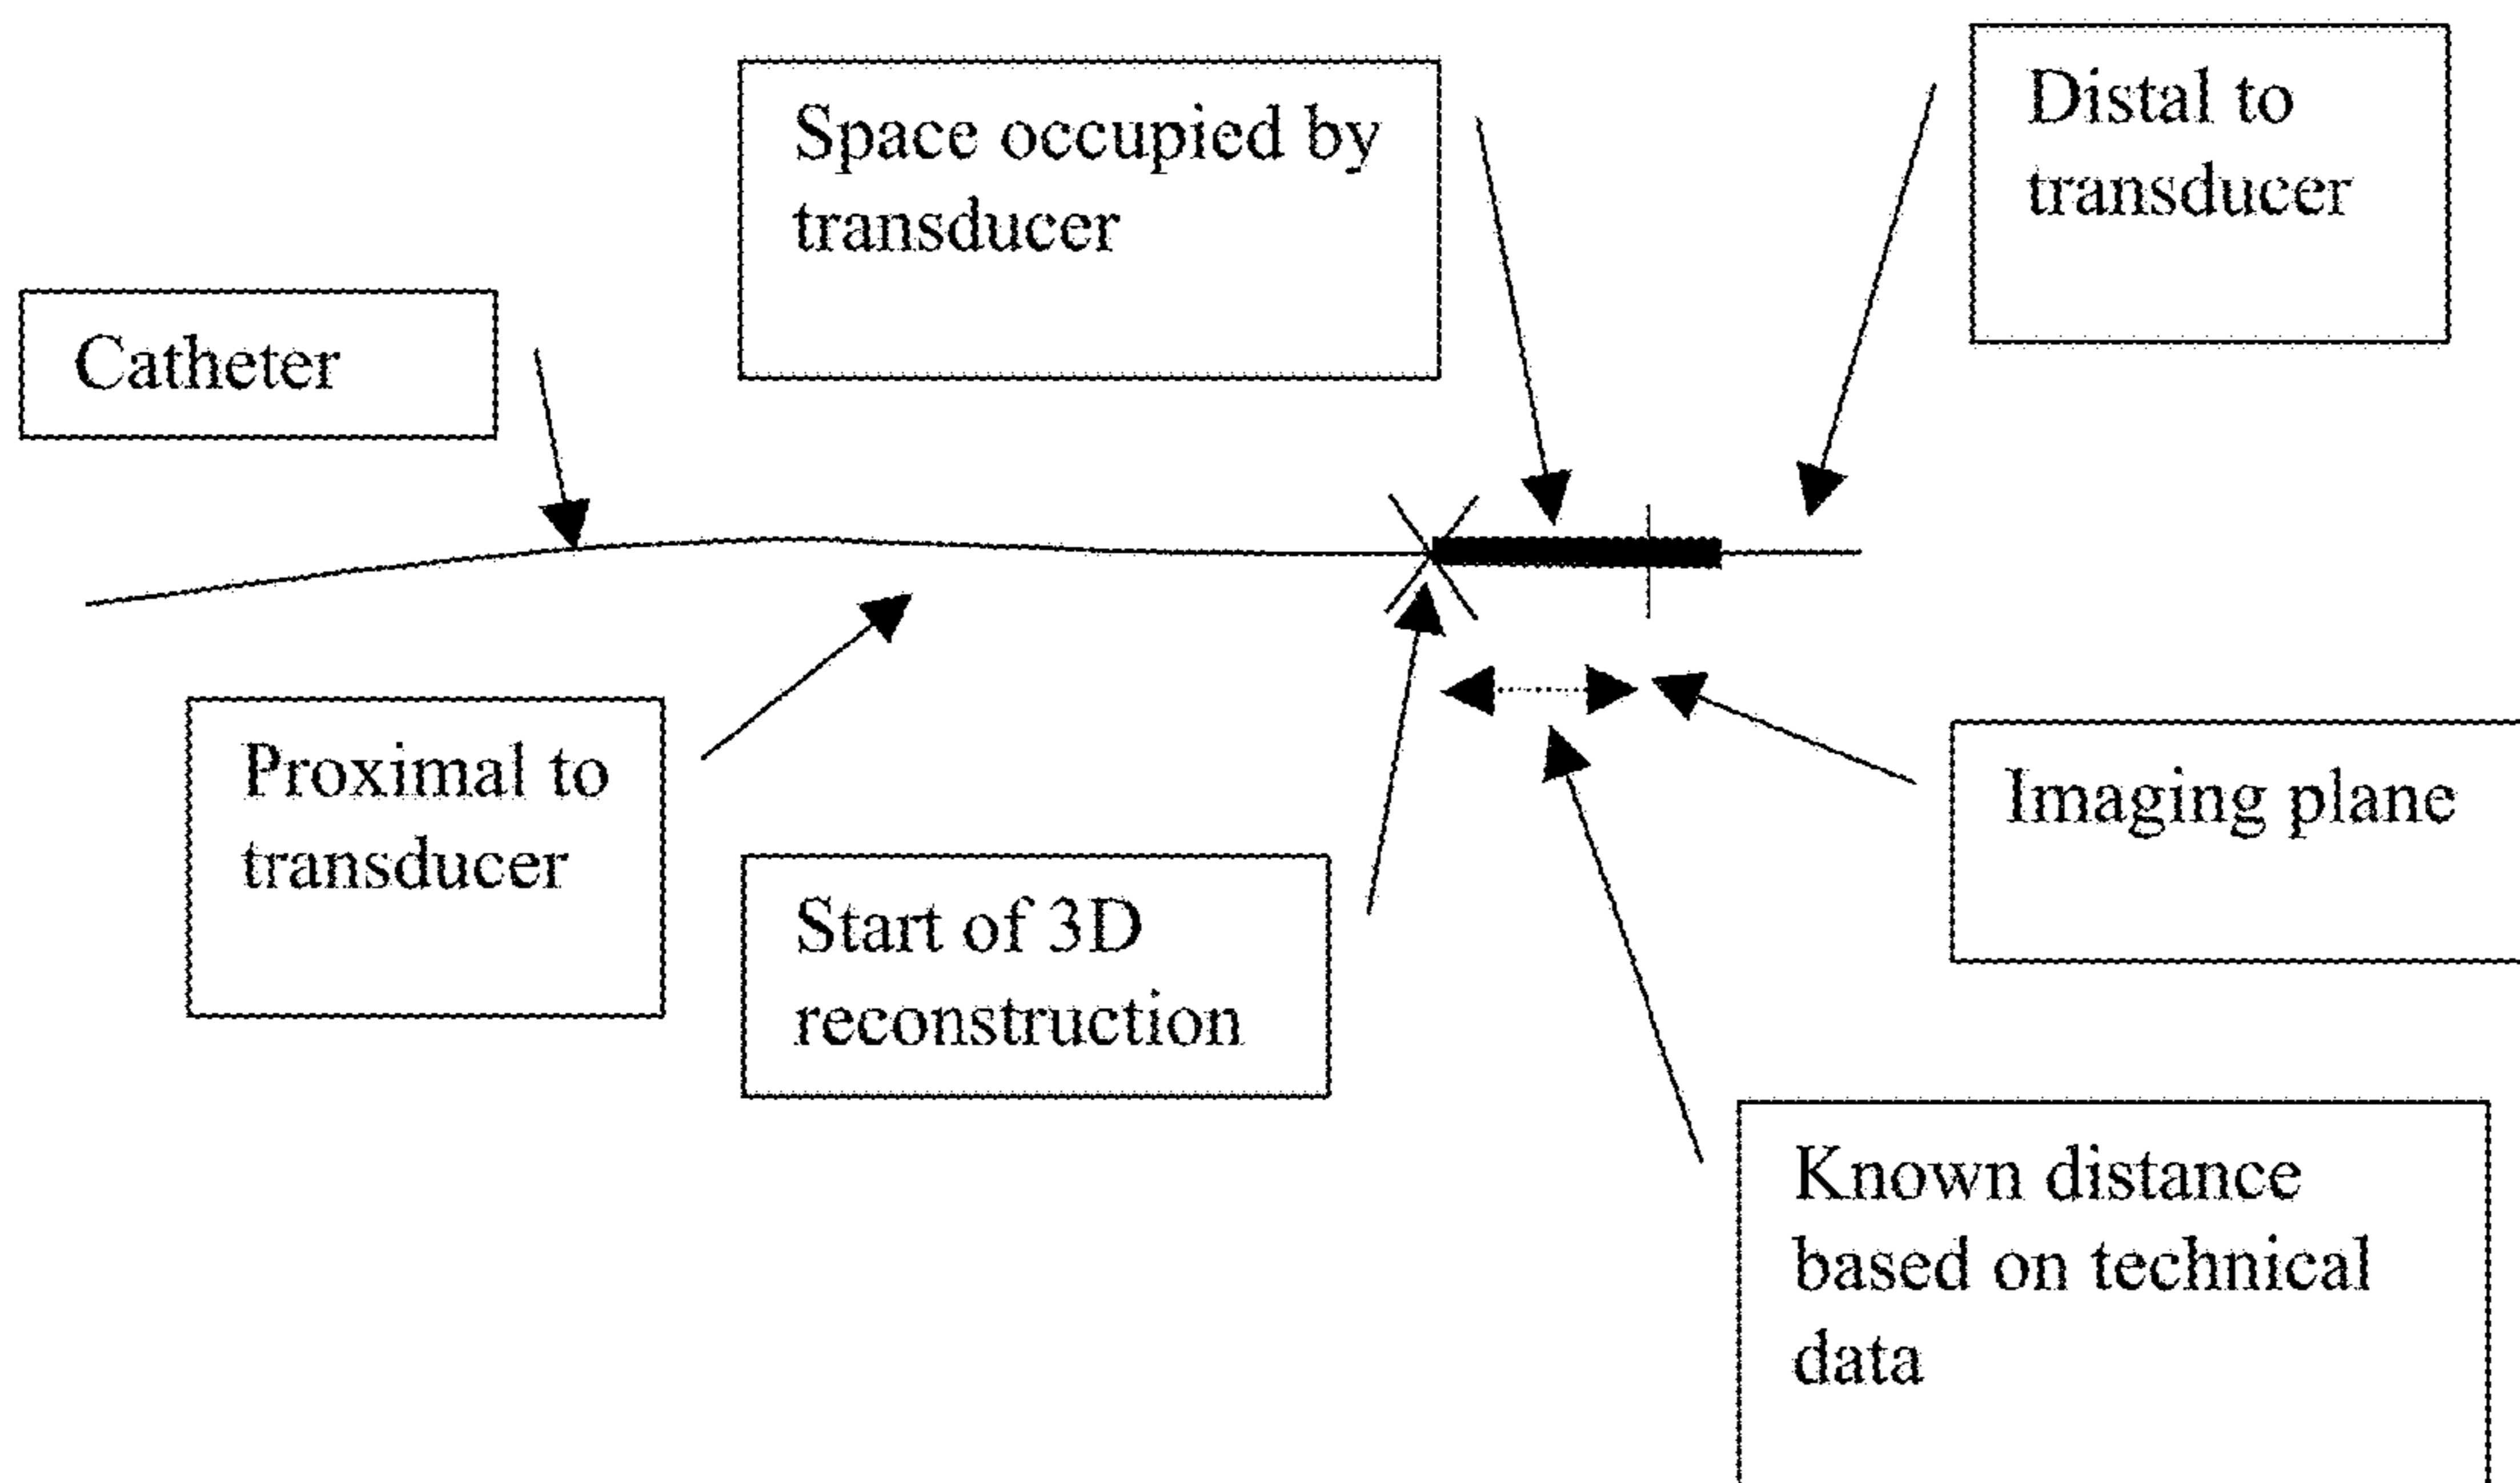 Space occupied by
transducer
Distal to
transducer
Catheter
Proximal to
transducer
Start of 3D
reconstruction
Imaging plane
Known distance
based on technical
data